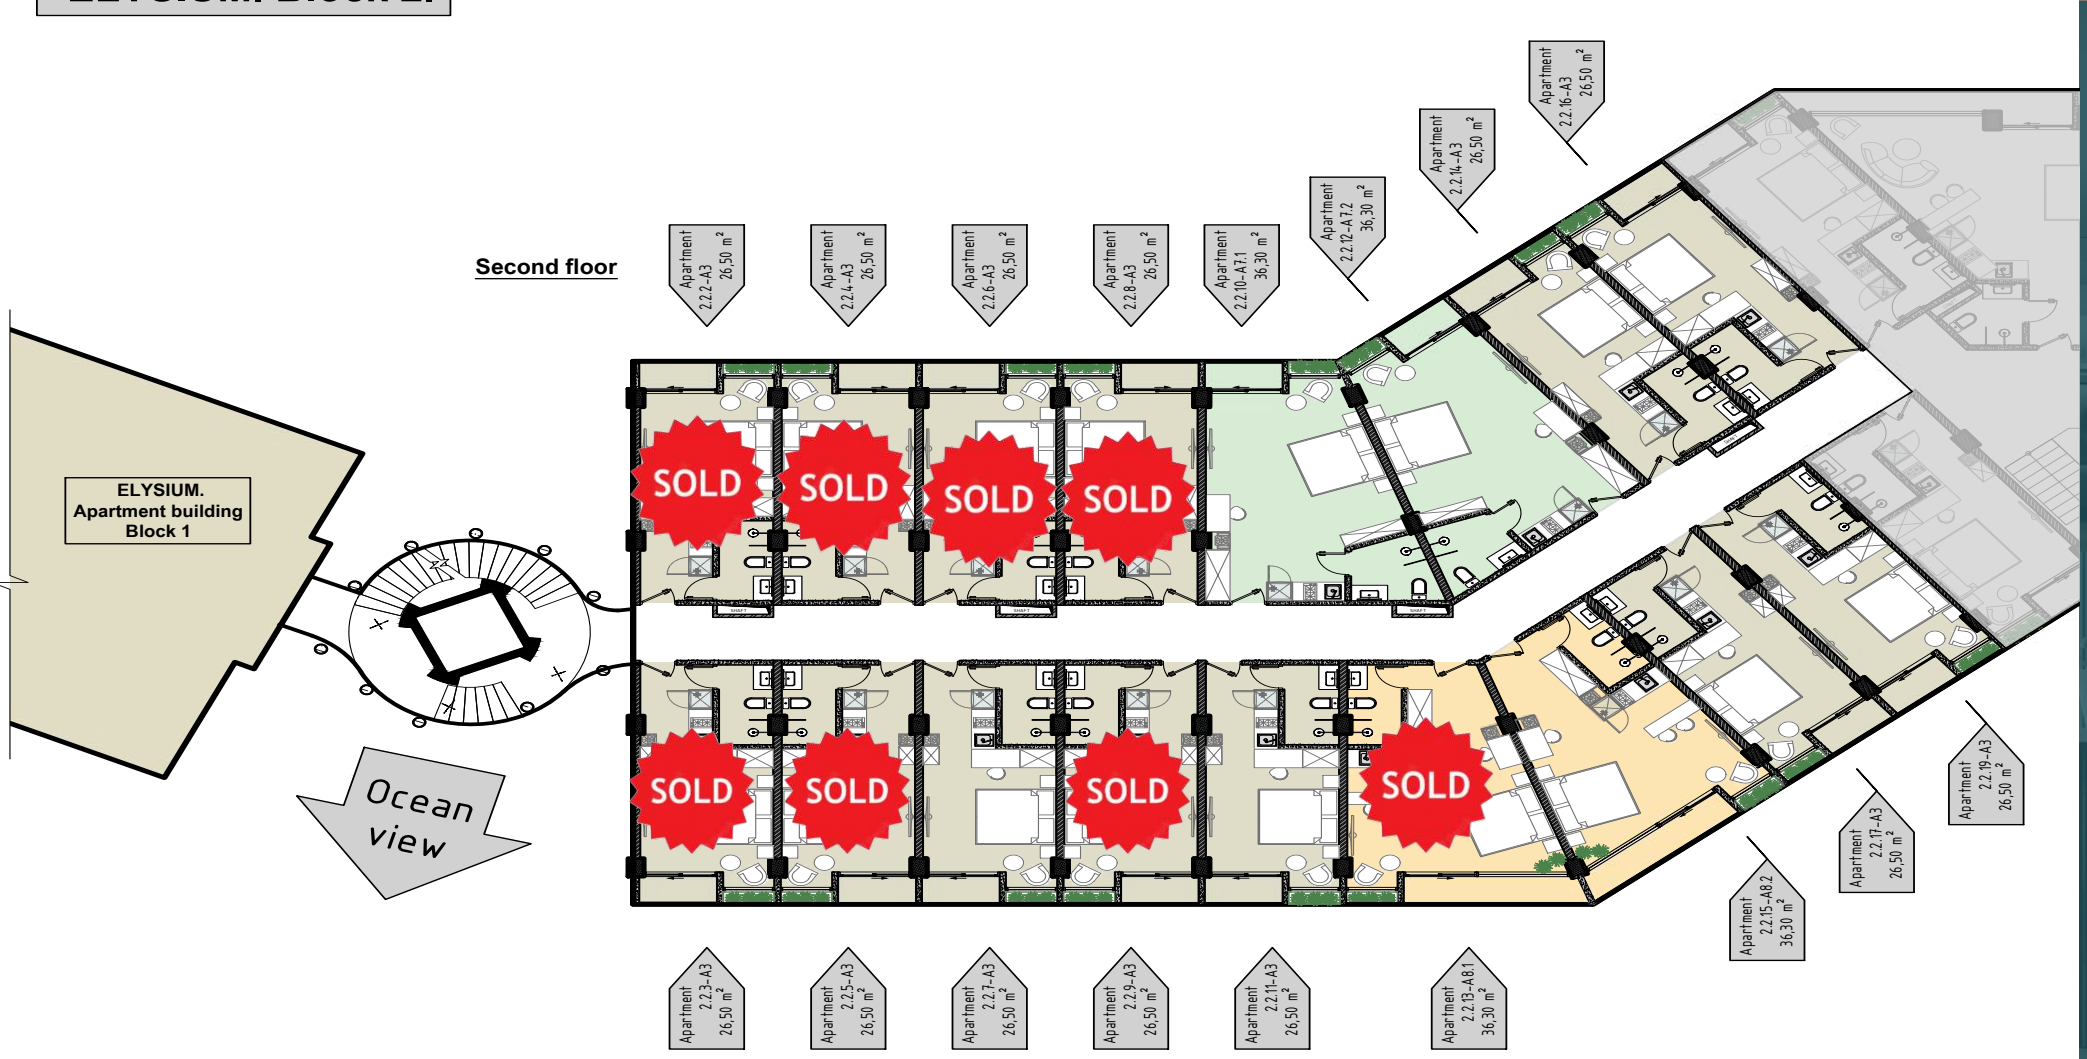 ELYSIUM. Block 2.
Apartment
2.2.16-A3
26,50 m²
Apartment
2.2.14-A3
26,50 m²
Apartment
2.2.12-A7.2
36,30 m²
Second floor
Apartment
2.2.2-A3
26,50 m²
Apartment
2.2.4-A3
26,50 m²
Apartment
2.2.6-A3
26,50 m²
Apartment
2.2.8-A3
26,50 m²
Apartment
2.2.10-A7.1
36,30 m²
ELYSIUM.
Apartment building
Block 1
SOLD
SOLD
SOLD
SOLD
SHAFT
SHAFT
SHAFT
SOLD
SOLD
SOLD
SOLD
Ocean
view
Apartment
2.2.19-A3
26,50 m²
Apartment
2.2.17-A3
26,50 m²
Apartment
2.2.15-A8.2
36,30 m²
Apartment
2.2.3-A3
26,50 m²
Apartment
2.2.5-A3
26,50 m²
Apartment
2.2.7-A3
26,50 m²
Apartment
2.2.9-A3
26,50 m²
Apartment
2.2.11-A3
26,50 m²
Apartment
2.2.13-A8.1
36,30 m²